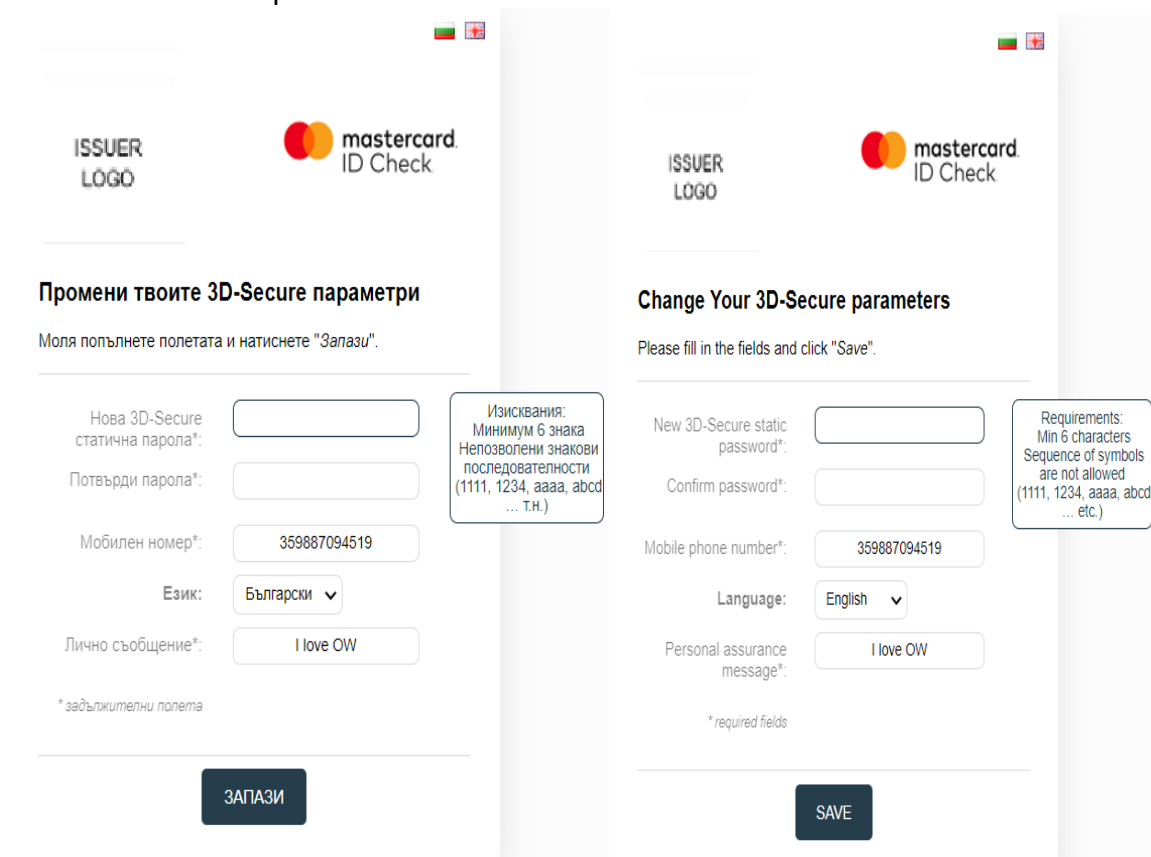 ISSUER
LOGO
mastercard.
ID Check
Промени твоите 3D-Secure параметри
Моля попълнете полетата и натиснете "Запази".
Нова 3D-Secure
статична парола*:
Изисквания:
Минимум 6 знака
Непозволени знакови
последователности
(1111, 1234, aaaa, abcd
... т.н.)
Потвърди парола*:
Мобилен номер*:
359887094519
Език:
Български
Лично съобщение*:
I love OW
* задължителни полета
ЗАПАЗИ
ISSUER
LOGO
mastercard.
ID Check
Change Your 3D-Secure parameters
Please fill in the fields and click "Save".
New 3D-Secure static
password*:
Requirements:
Min 6 characters
Sequence of symbols
are not allowed
(1111, 1234, aaaa, abcd
... etc.)
Confirm password*:
Mobile phone number*:
359887094519
Language:
English
Personal assurance
message*:
I love OW
* required fields
SAVE